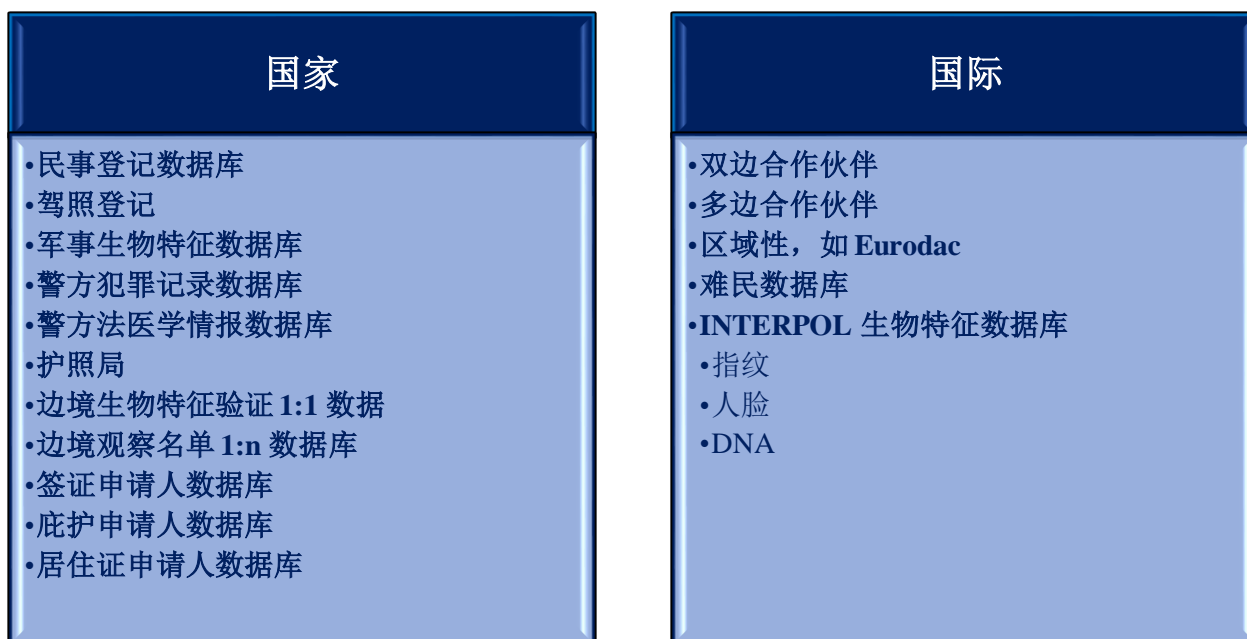 国家
•民事登记数据库
•驾照登记
•军事生物特征数据库
•警方犯罪记录数据库
•警方法医学情报数据库
•护照局
•边境生物特征验证 1:1 数据
•边境观察名单 1:n 数据库
•签证申请人数据库
•庇护申请人数据库
•居住证申请人数据库
国际
•双边合作伙伴
•多边合作伙伴
•区域性，如 Eurodac
•难民数据库
•INTERPOL 生物特征数据库
•指纹
•人脸
•DNA